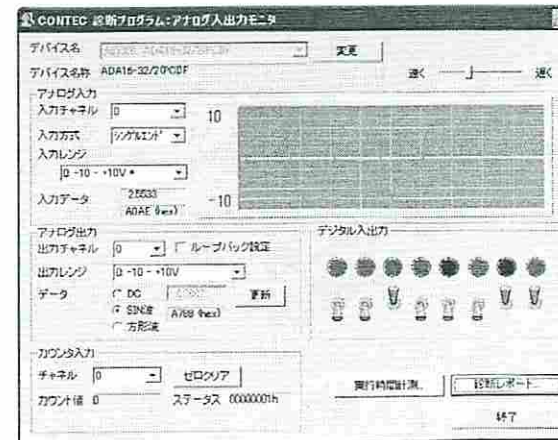 CONTEC 診断プログラム:アナログ入出力モニタ
デバイス名
変更
デバイス名称
速く 遅く
アナログ入力
入力チャネル 0
10
入力方式 シングルエンド
入力レンジ
0: -10 - +10V *
入力データ 2.5533
A0AE (hex)
-10
アナログ出力
デジタル入出力
出力チャネル 0 ループバック設定
出力レンジ 0: -10 - +10V
データ DC 更新
SIN波 (hex)
方形波
カウンタ入力
チャネル 0 ゼロクリア
実行時間計測... 診断レポート...
カウント値 0 ステータス 00000001h
終了